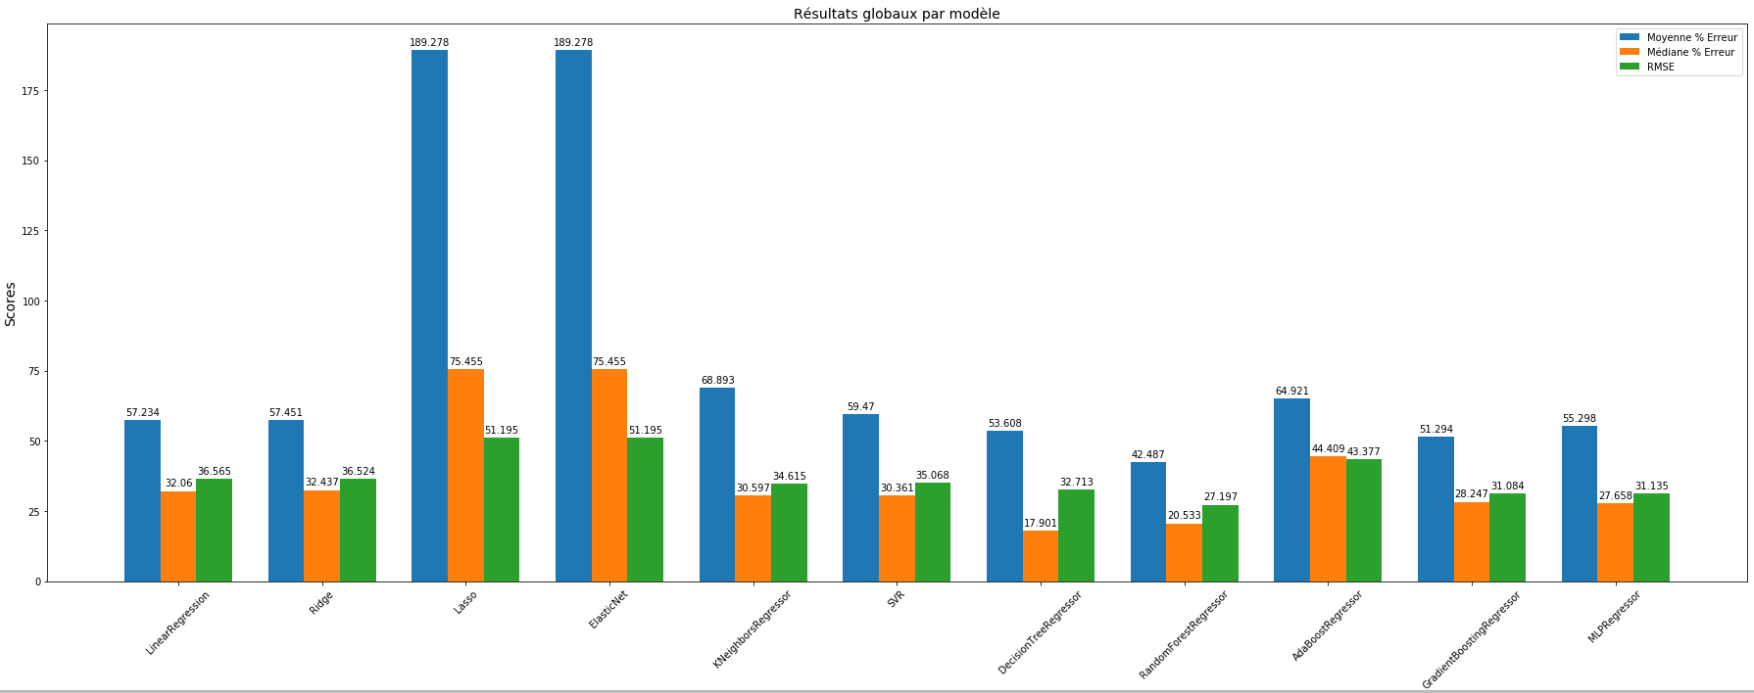 Résultats globaux par modèle
Moyenne % Erreur
Médiane % Erreur
RMSE
Scores
175
150
125
100
75
50
25
0
57.234
32.06
36.565
57.451
32.437
36.524
189.278
75.455
51.195
189.278
75.455
51.195
68.893
30.597
34.615
59.47
30.361
35.068
53.608
17.901
32.713
42.487
20.533
27.197
64.921
44.409
43.377
51.294
28.247
31.084
55.298
27.658
31.135
LinearRegression
Ridge
Lasso
ElasticNet
KNeighborsRegressor
SVR
DecisionTreeRegressor
RandomForestRegressor
AdaBoostRegressor
GradientBoostingRegressor
MLPRegressor